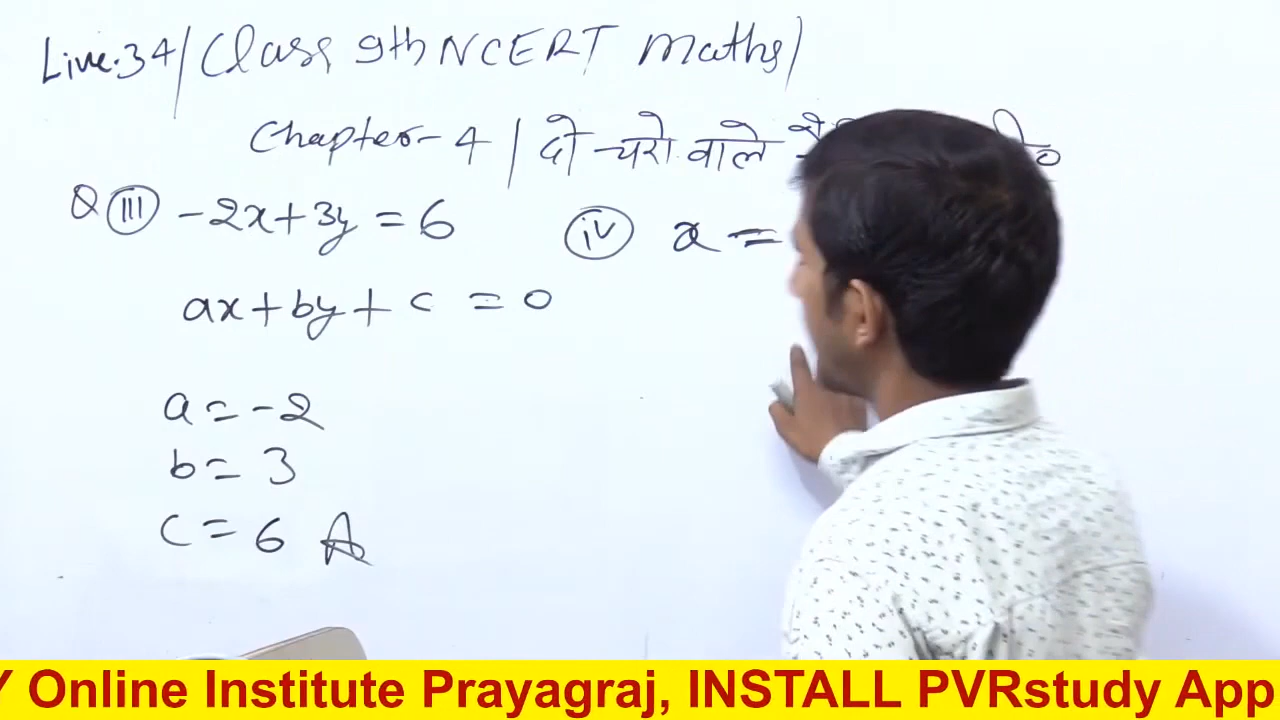 Live.34/Class 9th NCERT Maths/
Chapter-4/दो चरो वाले
Q (iii) -2x+3y=6
(iv) x=
ax+by+c=0
a=-2
b=3
c=6 A
Online Institute Prayagraj, INSTALL PVRstudy App